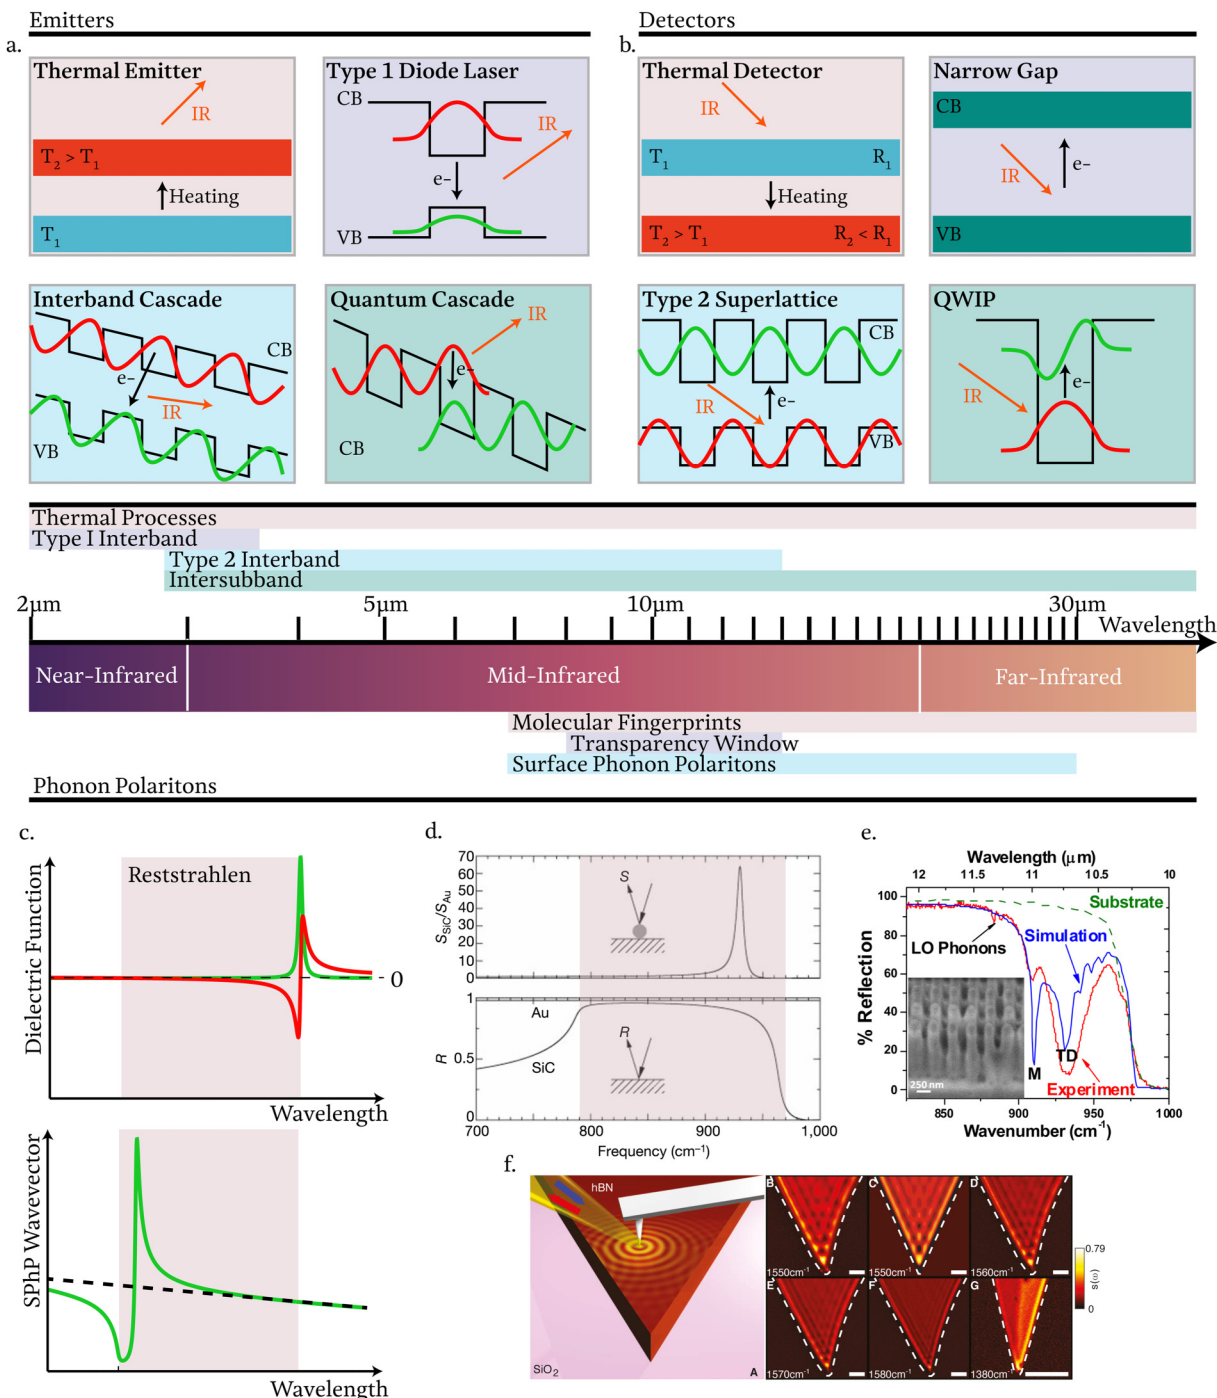 Emitters
Detectors
a.
b.
Thermal Emitter
IR
T2 > T1
Heating
T1
Type 1 Diode Laser
CB
IR
e-
VB
Thermal Detector
IR
T1 R1
Heating
T2 > T1 R2 < R1
Narrow Gap
CB
IR
e-
VB
Interband Cascade
CB
e-
IR
VB
Quantum Cascade
IR
e-
CB
Type 2 Superlattice
CB
IR
e-
VB
QWIP
IR
e-
Thermal Processes
Type I Interband
Type 2 Interband
Intersubband
2µm 5µm 10µm 30µm
Wavelength
Near-Infrared Mid-Infrared Far-Infrared
Molecular Fingerprints
Transparency Window
Surface Phonon Polaritons
Phonon Polaritons
c.
Reststrahlen
Dielectric Function
0
Wavelength
SPhP Wavevector
Wavelength
d.
70
60
50
40
30
20
10
0
SSiC/SAu
S
1
0.5
0
R
Au
SiC
R
700 800 900 1,000
Frequency (cm⁻¹)
e.
Wavelength (µm)
12 11.5 11 10.5 10
100
80
60
40
20
0
% Reflection
Substrate
Simulation
LO Phonons
M
TD
Experiment
250 nm
850 900 950 1000
Wavenumber (cm⁻¹)
f.
hBN
SiO2
A
B
1550cm⁻¹
C
1550cm⁻¹
D
1560cm⁻¹
E
1570cm⁻¹
F
1580cm⁻¹
G
1380cm⁻¹
0.79
s(ω)
0